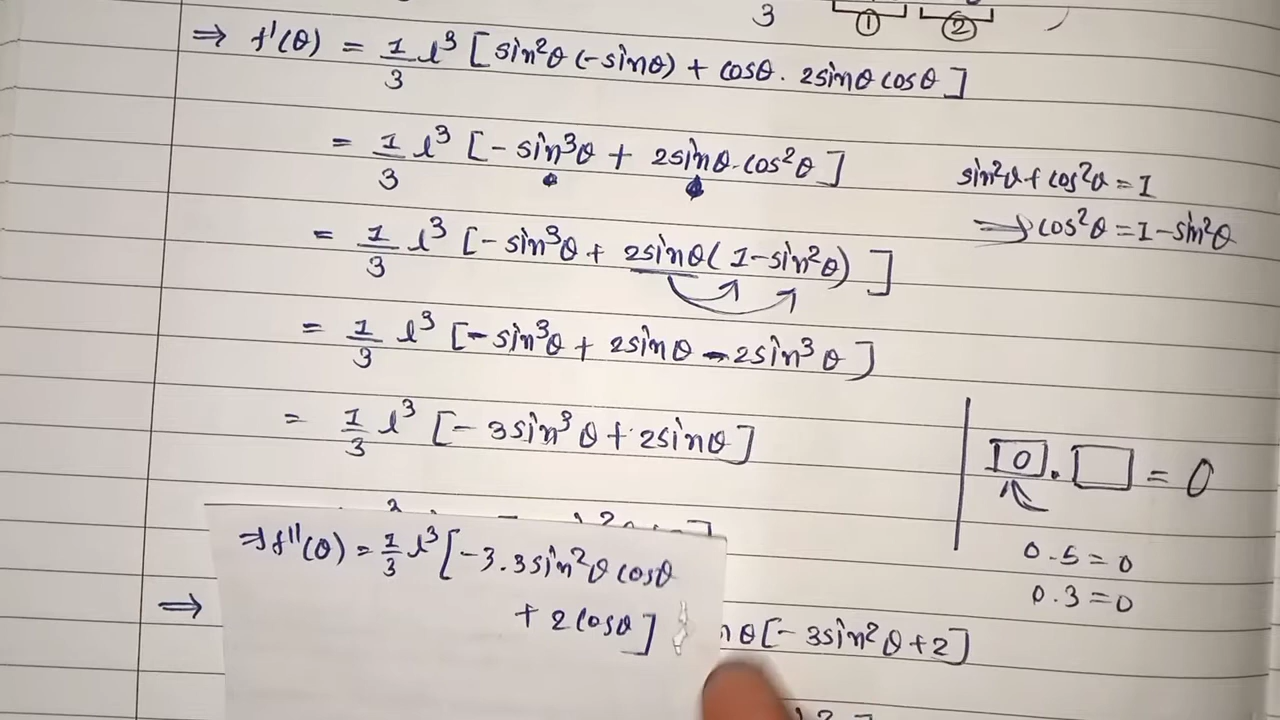 3 ① ②
⇒ f'(θ) = 1/3 l³ [sin²θ (-sinθ) + cosθ. 2sinθ cosθ]
= 1/3 l³ [- sin³θ + 2sinθ.cos²θ]
sin²θ + cos²θ = 1
⇒ cos²θ = 1 - sin²θ
= 1/3 l³ [- sin³θ + 2sinθ( 1-sin²θ) ]
= 1/3 l³ [- sin³θ + 2sinθ - 2sin³θ]
= 1/3 l³ [- 3sin³θ + 2sinθ]
0 . □ = 0
0.5 = 0
0.3 = 0
⇒ f''(θ) = 1/3 l³ [-3.3sin²θ cosθ
+ 2cosθ]
⇒ θ[- 3sin²θ + 2]